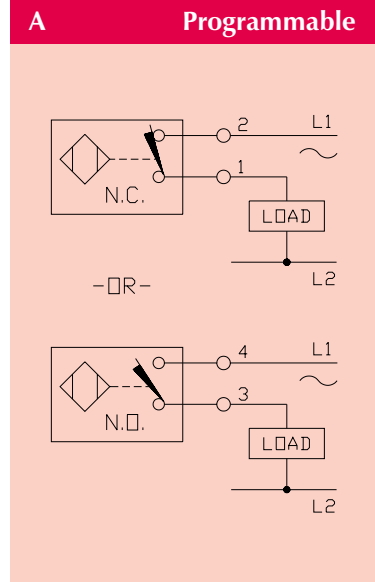 A Programmable
2 L1
1
N.C.
LOAD
-OR-
L2
4 L1
3
N.O.
LOAD
L2